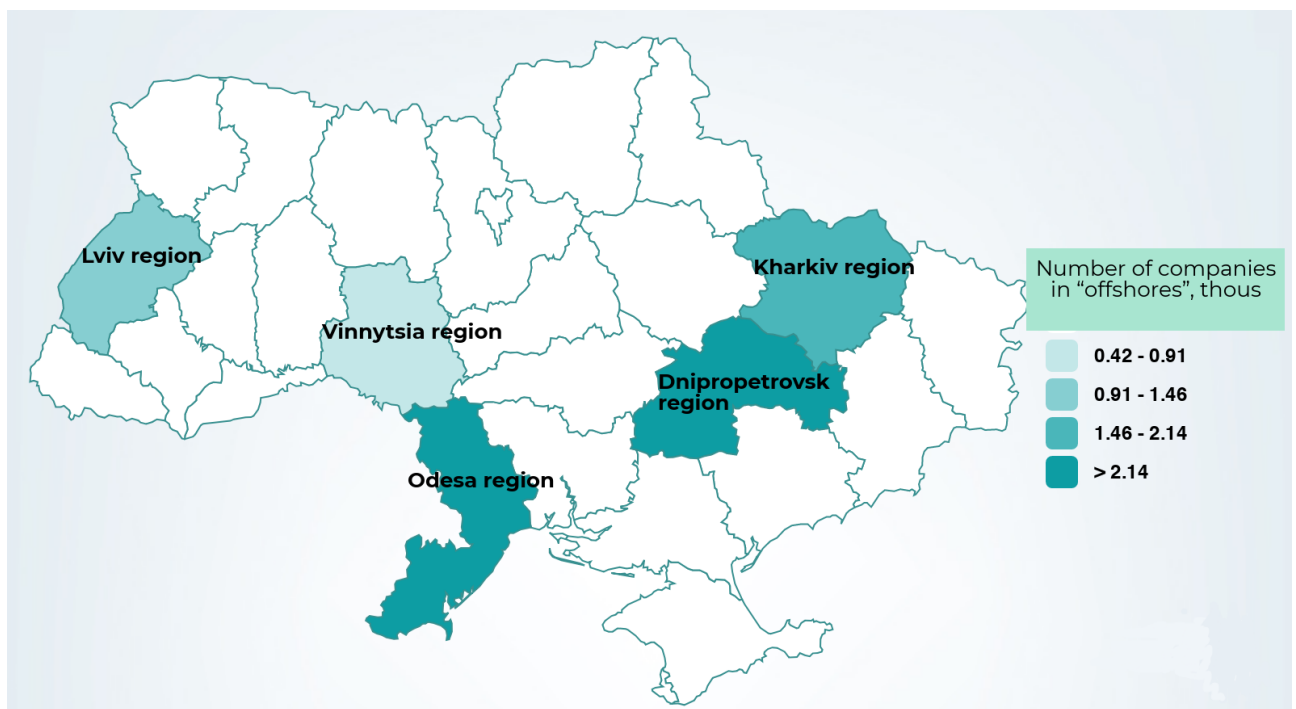 Lviv region
Kharkiv region
Vinnytsia region
Dnipropetrovsk
region
Odesa region
Number of companies
in “offshores”, thous
0.42 - 0.91
0.91 - 1.46
1.46 - 2.14
> 2.14